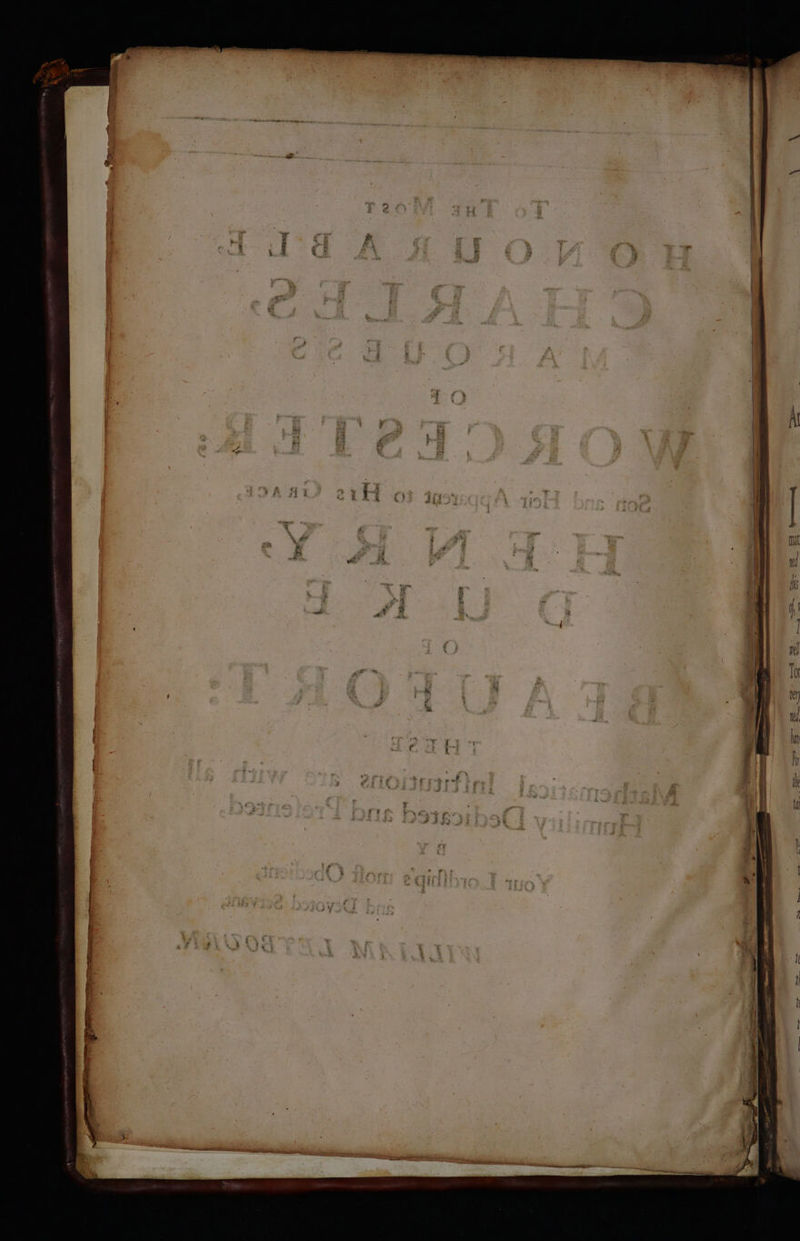 To THE MOST
HONOURABLE
CHARLES,
MAROUESS
OF
WORCESTER:
Son and Heir Apparent to His GRACE,
HENRY,
DUKE
OF
BEAUFORT:
THESE
Mathematical Institutions are with all
Humility Dedicated and Presented.
BY
Your Lordship's most Obedient
and Devoted Servant,
WILLIAM LEYBOURN.